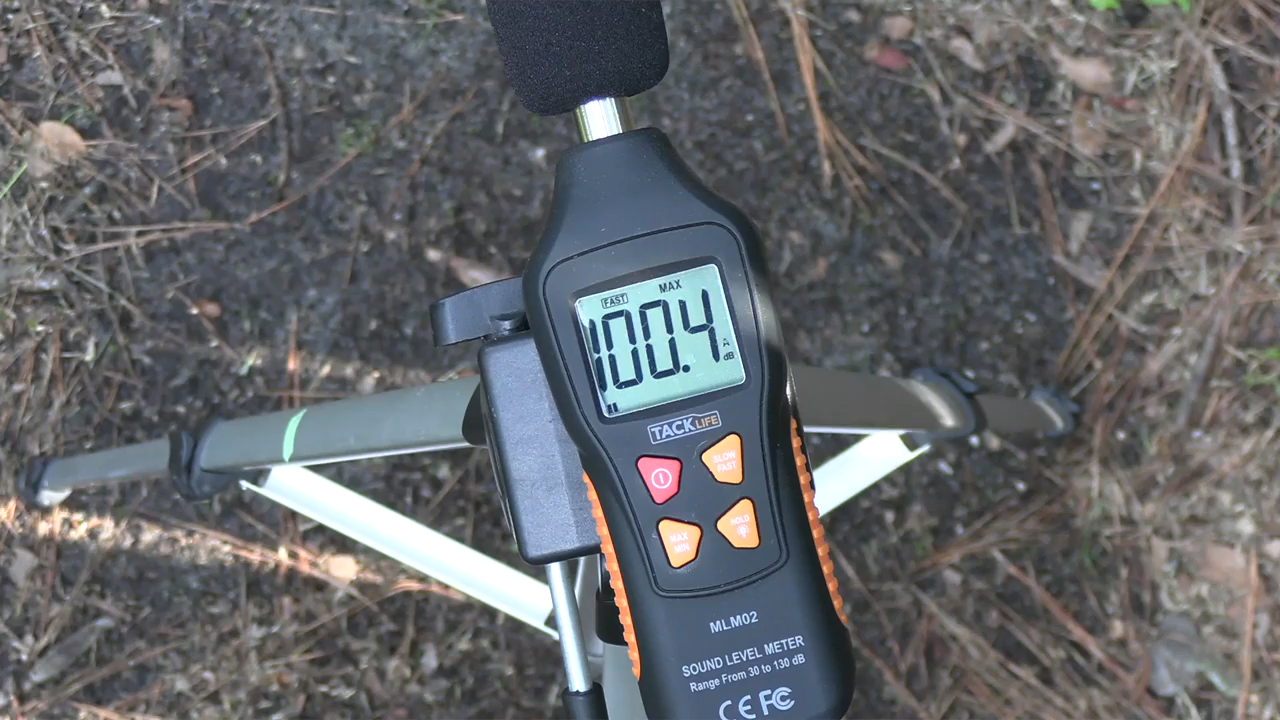 FAST MAX
100.4
A
dB
TACKLIFE
SLOW
FAST
MAX
MIN
HOLD
MLM02
SOUND LEVEL METER
Range From 30 to 130 dB
CE FC